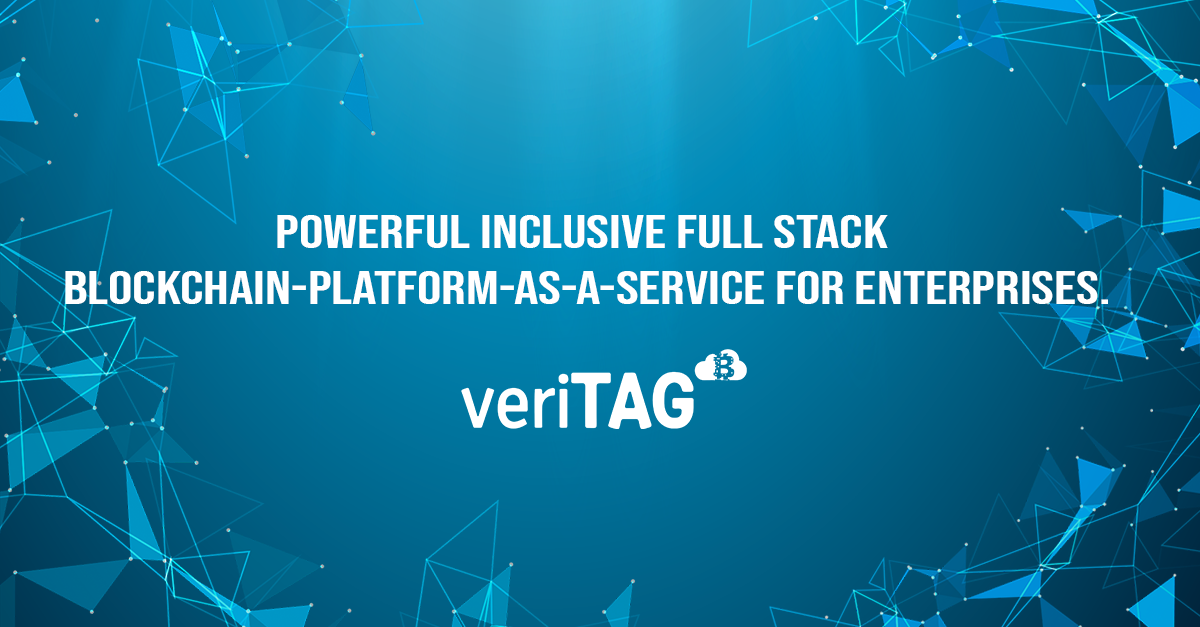 POWERFUL INCLUSIVE FULL STACK
BLOCKCHAIN-PLATFORM-AS-A-SERVICE FOR ENTERPRISES.
veriTAG B